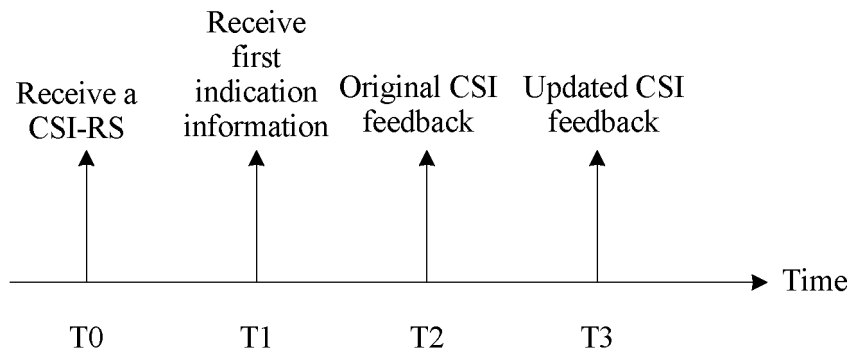 Receive a
CSI-RS
Receive
first
indication
information
Original CSI
feedback
Updated CSI
feedback
Time
T0
T1
T2
T3